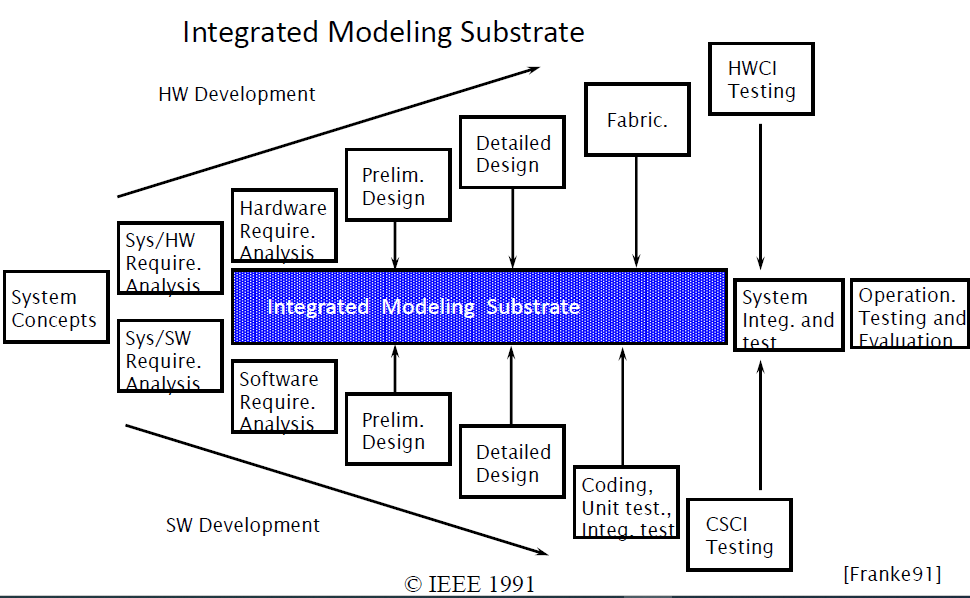 Integrated Modeling Substrate
HW Development
HWCI
Testing
Fabric.
Detailed
Design
Prelim.
Design
Hardware
Require.
Analysis
Sys/HW
Require.
Analysis
System
Concepts
Integrated Modeling Substrate
System
Integ. and
test
Operation.
Testing and
Evaluation
Sys/SW
Require.
Analysis
Software
Require.
Analysis
Prelim.
Design
Detailed
Design
Coding,
Unit test.,
Integ. test
CSCI
Testing
SW Development
© IEEE 1991
[Franke91]